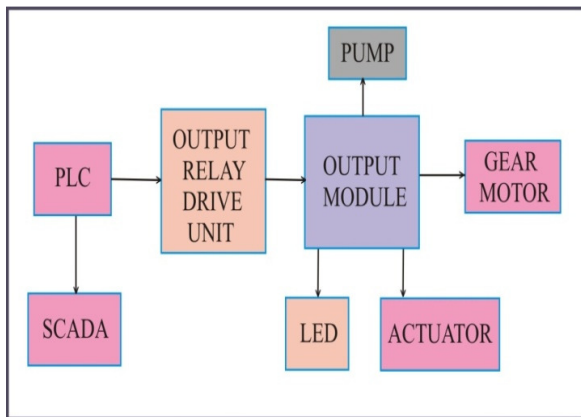 PUMP
PLC
OUTPUT
RELAY
DRIVE
UNIT
OUTPUT
MODULE
GEAR
MOTOR
SCADA
LED
ACTUATOR